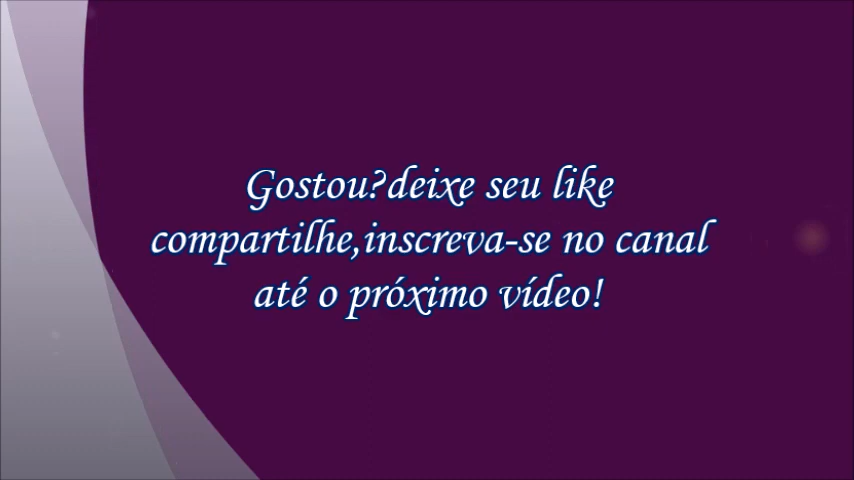 Gostou?deixe seu like
compartilhe,inscreva-se no canal
até o próximo vídeo!